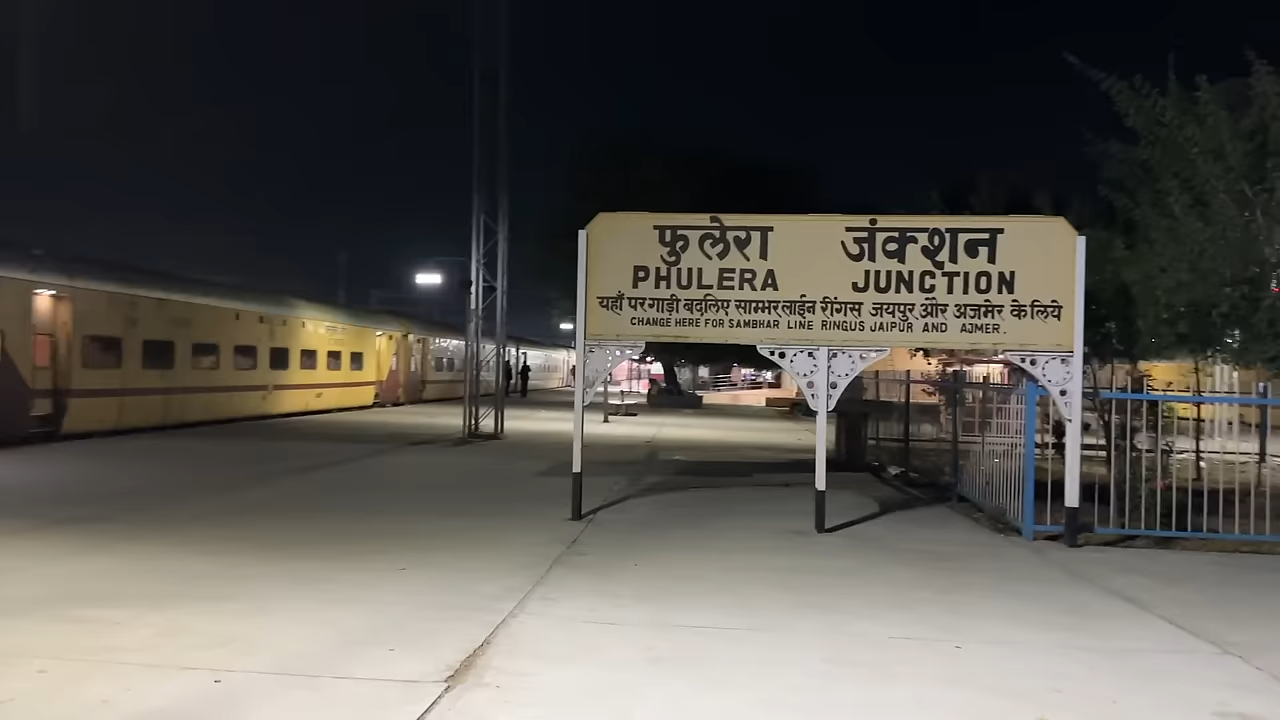 फुलेरा जंक्शन
PHULERA JUNCTION
यहाँ पर गाड़ी बदलिए साम्भर लाईन रींगस जयपुर और अजमेर के लिये
CHANGE HERE FOR SAMBHAR LINE RINGUS JAIPUR AND AJMER.